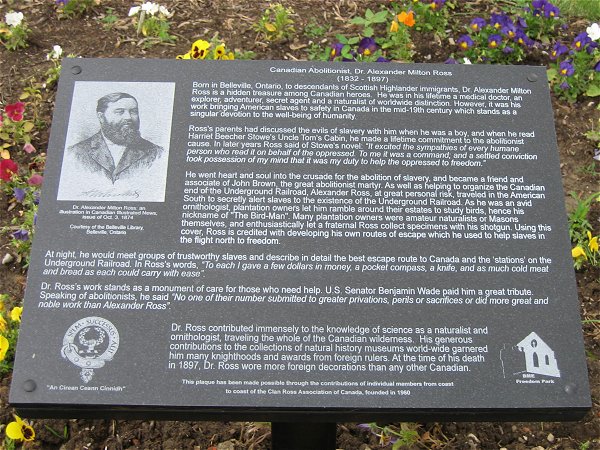 Canadian Abolitionist, Dr. Alexander Milton Ross
(1832 - 1897)
Born in Belleville, Ontario, to descendants of Scottish Highlander immigrants, Dr. Alexander Milton
Ross is a hidden treasure among Canadian heroes. He was in his lifetime a medical doctor, an
explorer, adventurer, secret agent and a naturalist of worldwide distinction. However, it was his
work bringing American slaves to safety in Canada in the mid-19th century which stands as a
singular devotion to the well-being of humanity.
Ross's parents had discussed the evils of slavery with him when he was a boy, and when he read
Harriet Beecher Stowe's Uncle Tom's Cabin, he made a lifetime commitment to the abolitionist
cause. In later years Ross said of Stowe's novel, "It excited the sympathies of every humane
person who read it on behalf of the oppressed. To me it was a command, and a settled conviction
took possession of my mind that it was my duty to help the oppressed to freedom."
Dr. Alexander Milton Ross; an
illustration in Canadian Illustrated News,
issue of Oct. 3, 1874
Courtesy of the Belleville Library,
Belleville, Ontario
He went heart and soul into the crusade for the abolition of slavery, and became a friend and
associate of John Brown, the great abolitionist martyr. As well as helping to organize the Canadian
end of the Underground Railroad, Alexander Ross, at great personal risk, traveled in the American
South to secretly alert slaves to the existence of the Underground Railroad. As he was an avid
ornithologist, plantation owners let him ramble around their estates to study birds, hence his
nickname of "The Bird-Man". Many plantation owners were amateur naturalists or Masons
themselves, and enthusiastically let a fraternal Ross collect specimens with his shotgun. Using this
cover, Ross is credited with developing his own routes of escape which he used to help slaves in
the flight north to freedom.
At night, he would meet groups of trustworthy slaves and describe in detail the best escape route to Canada and the 'stations' on the
Underground Railroad. In Ross's words, "To each I gave a few dollars in money, a pocket compass, a knife, and as much cold meat
and bread as each could carry with ease".
Dr. Ross's work stands as a monument of care for those who need help. U.S. Senator Benjamin Wade paid him a great tribute.
Speaking of abolitionists, he said "No one of their number submitted to greater privations, perils or sacrifices or did more great and
noble work than Alexander Ross".
Dr. Ross contributed immensely to the knowledge of science as a naturalist and
ornithologist, traveling the whole of the Canadian wilderness. His generous
contributions to the collections of natural history museums world-wide garnered
him many knighthoods and awards from foreign rulers. At the time of his death
in 1897, Dr. Ross wore more foreign decorations than any other Canadian.
"An Cirean Ceann Cinnidh"
BME
Freedom Park
This plaque has been made possible through the contributions of individual members from coast
to coast of the Clan Ross Association of Canada, founded in 1980